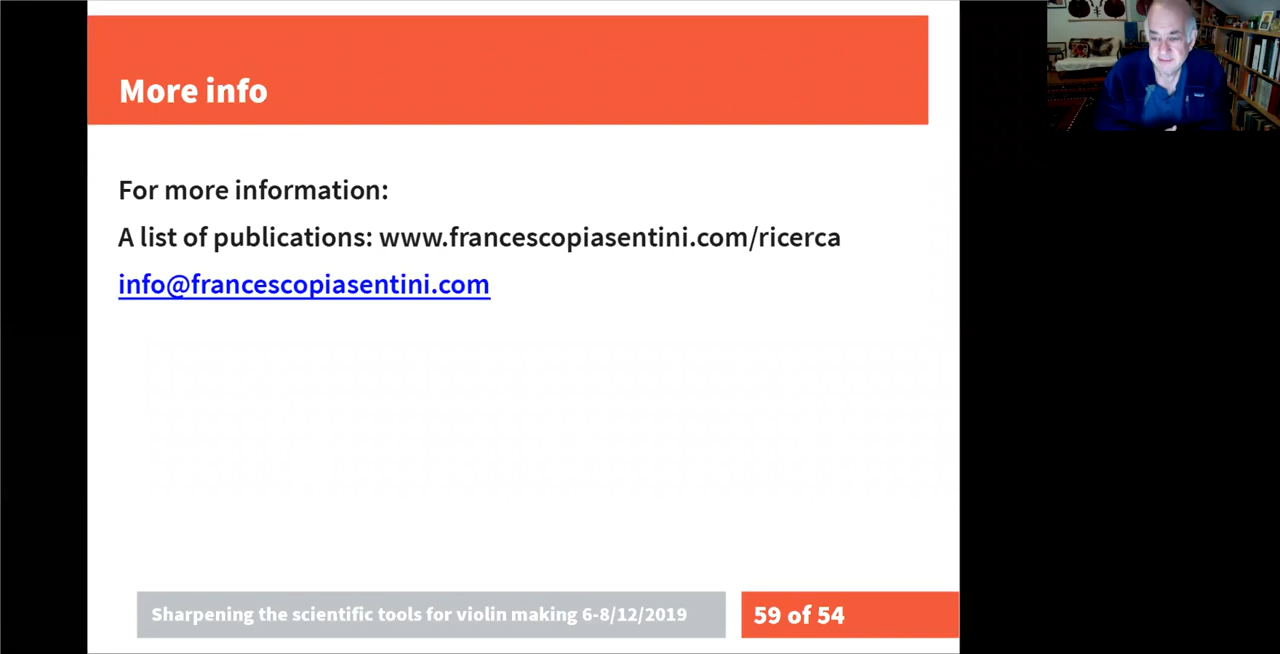 More info
For more information:
A list of publications: www.francescopiasentini.com/ricerca
info@francescopiasentini.com
Sharpening the scientific tools for violin making 6-8/12/2019
59 of 54